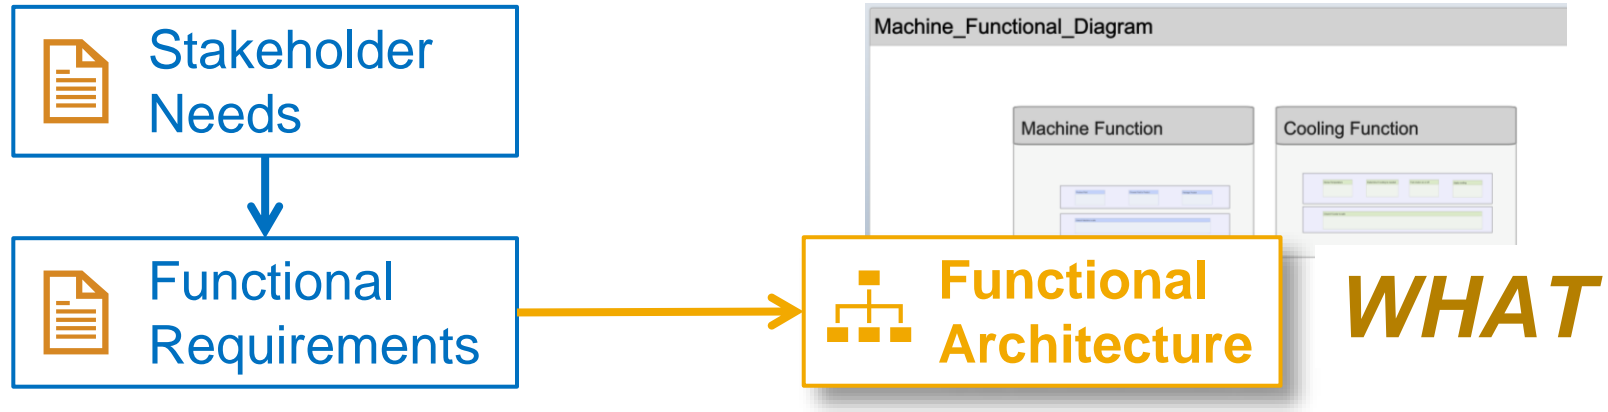 Stakeholder
Needs
Functional
Requirements
Machine_Functional_Diagram
Machine Function
Cooling Function
Functional
Architecture
WHAT